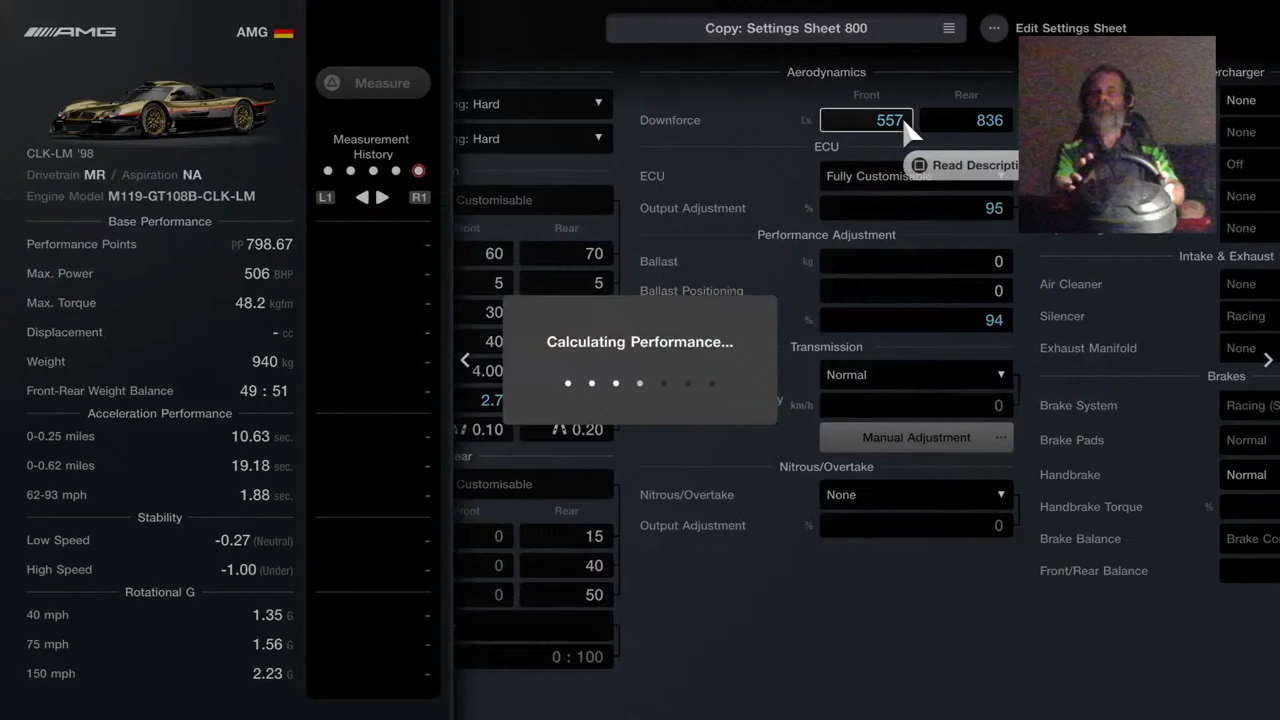 AMG
AMG
Copy: Settings Sheet 800
Edit Settings Sheet
Measure
Measurement
History
L1
R1
CLK-LM '98
Drivetrain MR / Aspiration NA
Engine Model M119-GT108B-CLK-LM
Base Performance
Performance Points PP 798.67
Max. Power 506 BHP
Max. Torque 48.2 kgfm
Displacement - cc
Weight 940 kg
Front-Rear Weight Balance 49 : 51
Acceleration Performance
0-0.25 miles 10.63 sec.
0-0.62 miles 19.18 sec.
62-93 mph 1.88 sec.
Stability
Low Speed -0.27 (Neutral)
High Speed -1.00 (Under)
Rotational G
40 mph 1.35 G
75 mph 1.56 G
150 mph 2.23 G
- 
-
-
-
-
-
-
-
-
-
-
-
-
-
ng: Hard
ng: Hard
Customisable
Front Rear
60 70
5 5
30
40
4.00
2.7
0.10 0.20
ear
Customisable
Front Rear
0 15
0 40
0 50
0 : 100
Calculating Performance...
Aerodynamics
Front Rear
Downforce Lv. 557 836
Read Descripti
ECU
ECU Fully Customisable
Output Adjustment % 95
Performance Adjustment
Ballast kg 0
Ballast Positioning 0
% 94
Transmission
Normal
y km/h 0
Manual Adjustment
Nitrous/Overtake
Nitrous/Overtake None
Output Adjustment % 0
ercharger
None
None
Off
None
None
Intake & Exhaust
Air Cleaner None
Silencer Racing
Exhaust Manifold None
Brakes
Brake System Racing (S
Brake Pads Normal
Handbrake Normal
Handbrake Torque %
Brake Balance Brake Co
Front/Rear Balance